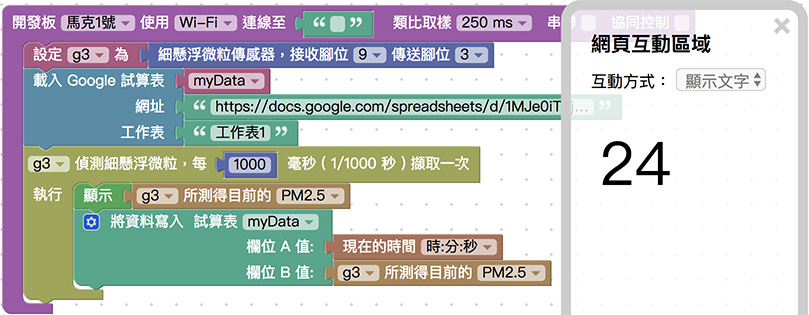 開發板 馬克1號 使用 Wi-Fi 連線至 “ ” 類比取樣 250 ms 串 協同控制
設定 g3 為 細懸浮微粒傳感器，接收腳位 9 傳送腳位 3
載入 Google 試算表 myData
網址 “ https://docs.google.com/spreadsheets/d/1MJe0iT ... ”
工作表 “ 工作表1 ”
g3 偵測細懸浮微粒，每 1000 毫秒（1/1000 秒）擷取一次
執行 顯示 g3 所測得目前的 PM2.5
將資料寫入 試算表 myData
欄位 A 值: 現在的時間 時:分:秒
欄位 B 值: g3 所測得目前的 PM2.5
網頁互動區域
互動方式： 顯示文字
24